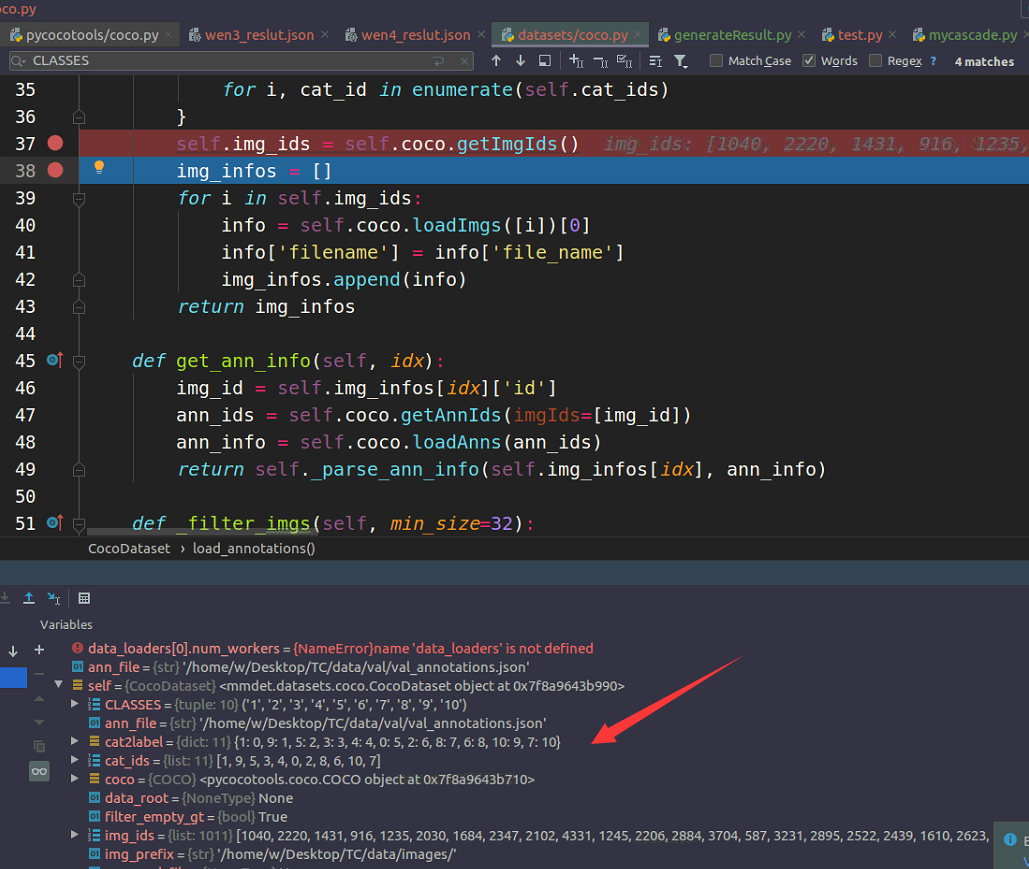 co.py
pycocotools/coco.py wen3_reslut.json wen4_reslut.json datasets/coco.py generateResult.py test.py mycascade.py
CLASSES Match Case Words Regex ? 4 matches
35 for i, cat_id in enumerate(self.cat_ids)
36 }
37 self.img_ids = self.coco.getImgIds() img_ids: [1040, 2220, 1431, 916, 1235,
38 img_infos = []
39 for i in self.img_ids:
40 info = self.coco.loadImgs([i])[0]
41 info['filename'] = info['file_name']
42 img_infos.append(info)
43 return img_infos
44
45 def get_ann_info(self, idx):
46 img_id = self.img_infos[idx]['id']
47 ann_ids = self.coco.getAnnIds(imgIds=[img_id])
48 ann_info = self.coco.loadAnns(ann_ids)
49 return self._parse_ann_info(self.img_infos[idx], ann_info)
50
51 def _filter_imgs(self, min_size=32):
CocoDataset › load_annotations()
Variables
data_loaders[0].num_workers = {NameError}name 'data_loaders' is not defined
ann_file = {str} '/home/w/Desktop/TC/data/val/val_annotations.json'
self = {CocoDataset} <mmdet.datasets.coco.CocoDataset object at 0x7f8a9643b990>
CLASSES = {tuple: 10} ('1', '2', '3', '4', '5', '6', '7', '8', '9', '10')
ann_file = {str} '/home/w/Desktop/TC/data/val/val_annotations.json'
cat2label = {dict: 11} {1: 0, 9: 1, 5: 2, 3: 3, 4: 4, 0: 5, 2: 6, 8: 7, 6: 8, 10: 9, 7: 10}
cat_ids = {list: 11} [1, 9, 5, 3, 4, 0, 2, 8, 6, 10, 7]
coco = {COCO} <pycocotools.coco.COCO object at 0x7f8a9643b710>
data_root = {NoneType} None
filter_empty_gt = {bool} True
img_ids = {list: 1011} [1040, 2220, 1431, 916, 1235, 2030, 1684, 2347, 2102, 4331, 1245, 2206, 2884, 3704, 587, 3231, 2895, 2522, 2439, 1610, 2623,
img_prefix = {str} '/home/w/Desktop/TC/data/images/'